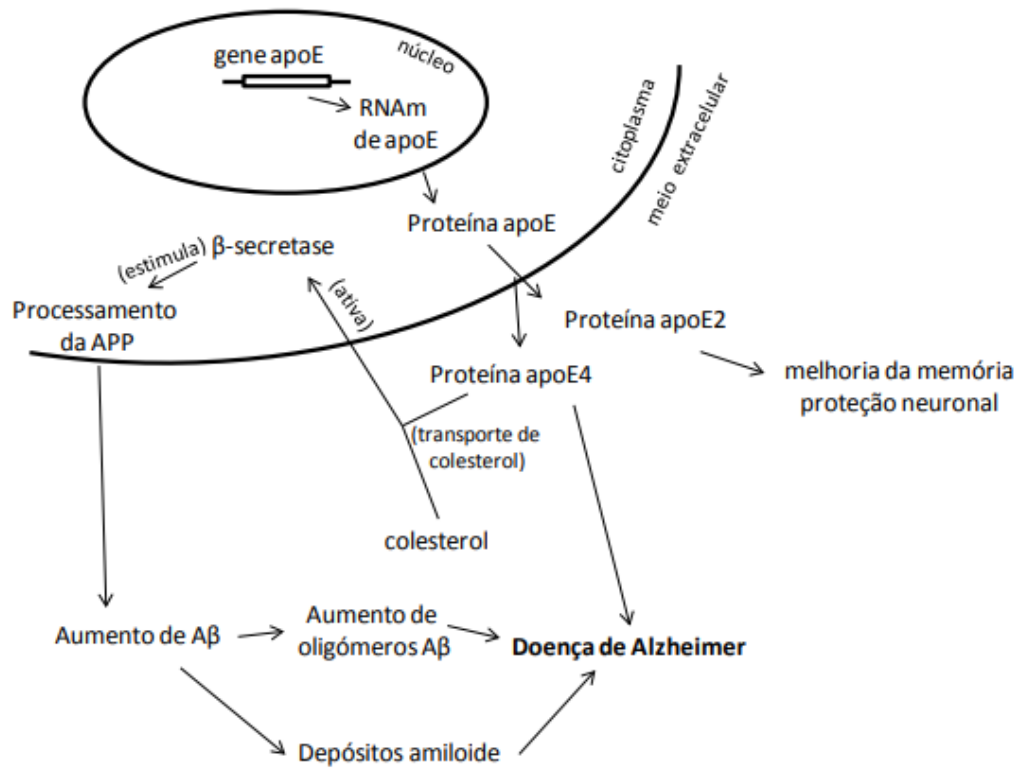 gene apoE
núcleo
RNAm
de apoE
citoplasma
meio extracelular
Proteína apoE
(estimula)
β-secretase
(ativa)
Processamento
da APP
Proteína apoE2
Proteína apoE4
melhoria da memória
proteção neuronal
(transporte de
colesterol)
colesterol
Aumento de Aβ
Aumento de
oligómeros Aβ
Doença de Alzheimer
Depósitos amiloide